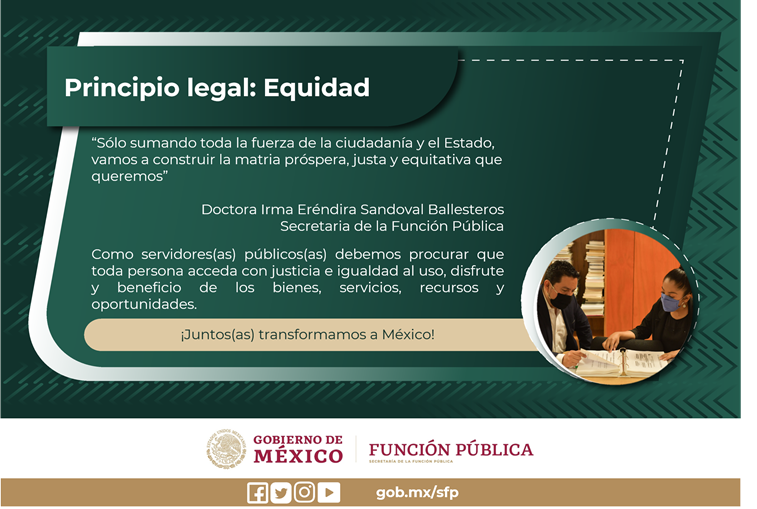 Principio legal: Equidad
“Sólo sumando toda la fuerza de la ciudadanía y el Estado,
vamos a construir la matria próspera, justa y equitativa que
queremos”
Doctora Irma Eréndira Sandoval Ballesteros
Secretaria de la Función Pública
Como servidores(as) públicos(as) debemos procurar que
toda persona acceda con justicia e igualdad al uso, disfrute
y beneficio de los bienes, servicios, recursos y
oportunidades.
¡Juntos(as) transformamos a México!
GOBIERNO DE
MÉXICO
FUNCIÓN PÚBLICA
SECRETARÍA DE LA FUNCIÓN PÚBLICA
gob.mx/sfp